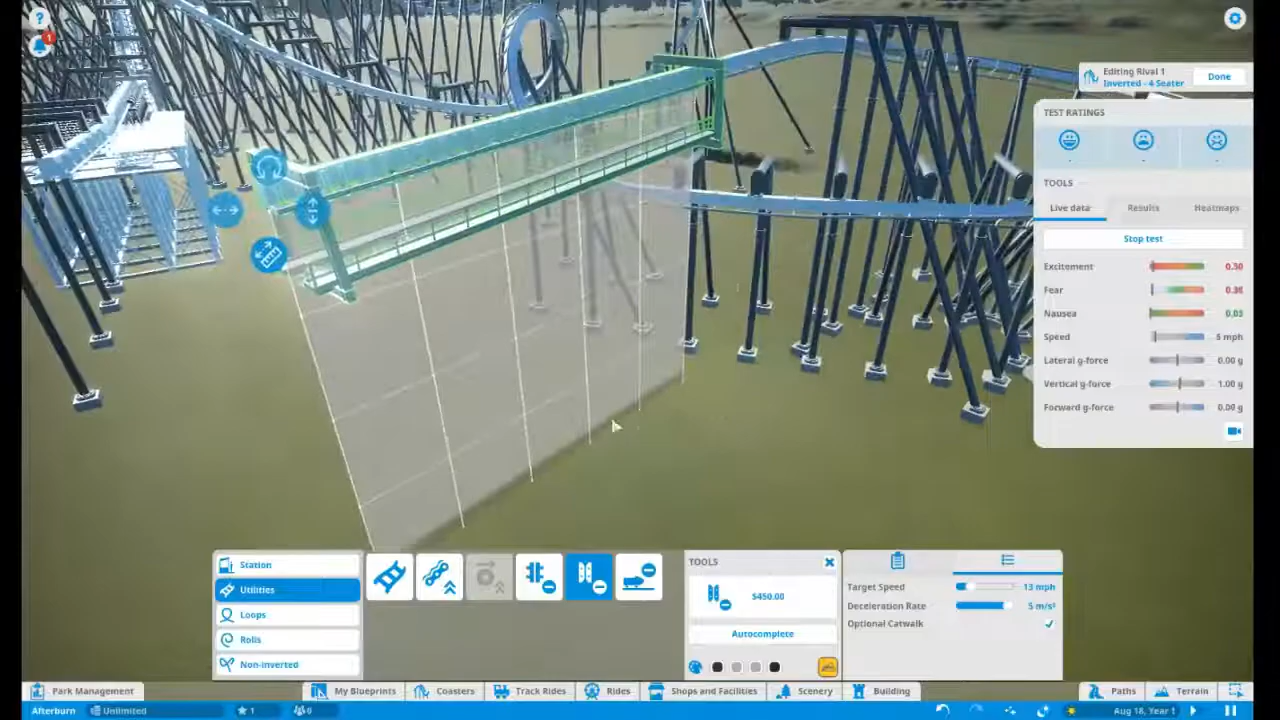 ?
1
Editing Rival 1
Inverted - 4 Seater
Done
TEST RATINGS
- - -
TOOLS
Live data Results Heatmaps
Stop test
Excitement 0.30
Fear
Nausea 0.03
Speed 5 mph
Lateral g-force 0.00 g
Vertical g-force 1.00 g
Forward g-force 0.00 g
Station
Utilities
Loops
Rolls
Non-inverted
TOOLS
$450.00
Autocomplete
Target Speed 13 mph
Deceleration Rate 5 m/s²
Optional Catwalk
Park Management My Blueprints Coasters Track Rides Rides Shops and Facilities Scenery Building Paths Terrain
Afterburn Unlimited 1 0 Aug 18, Year 1